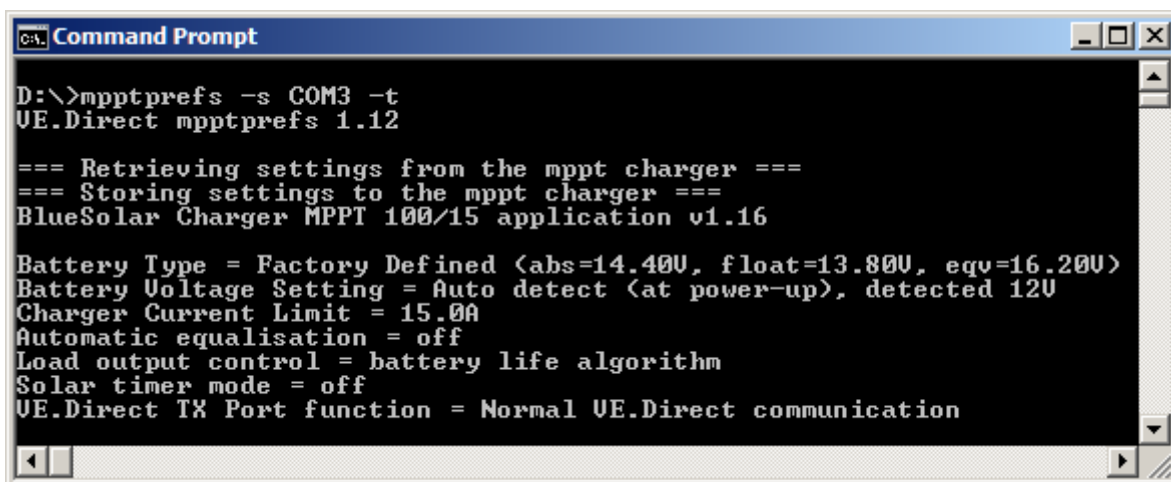 Command Prompt
D:\>mpptprefs -s COM3 -t
VE.Direct mpptprefs 1.12
=== Retrieving settings from the mppt charger ===
=== Storing settings to the mppt charger ===
BlueSolar Charger MPPT 100/15 application v1.16
Battery Type = Factory Defined (abs=14.40V, float=13.80V, eqv=16.20V)
Battery Voltage Setting = Auto detect (at power-up), detected 12V
Charger Current Limit = 15.0A
Automatic equalisation = off
Load output control = battery life algorithm
Solar timer mode = off
VE.Direct TX Port function = Normal VE.Direct communication